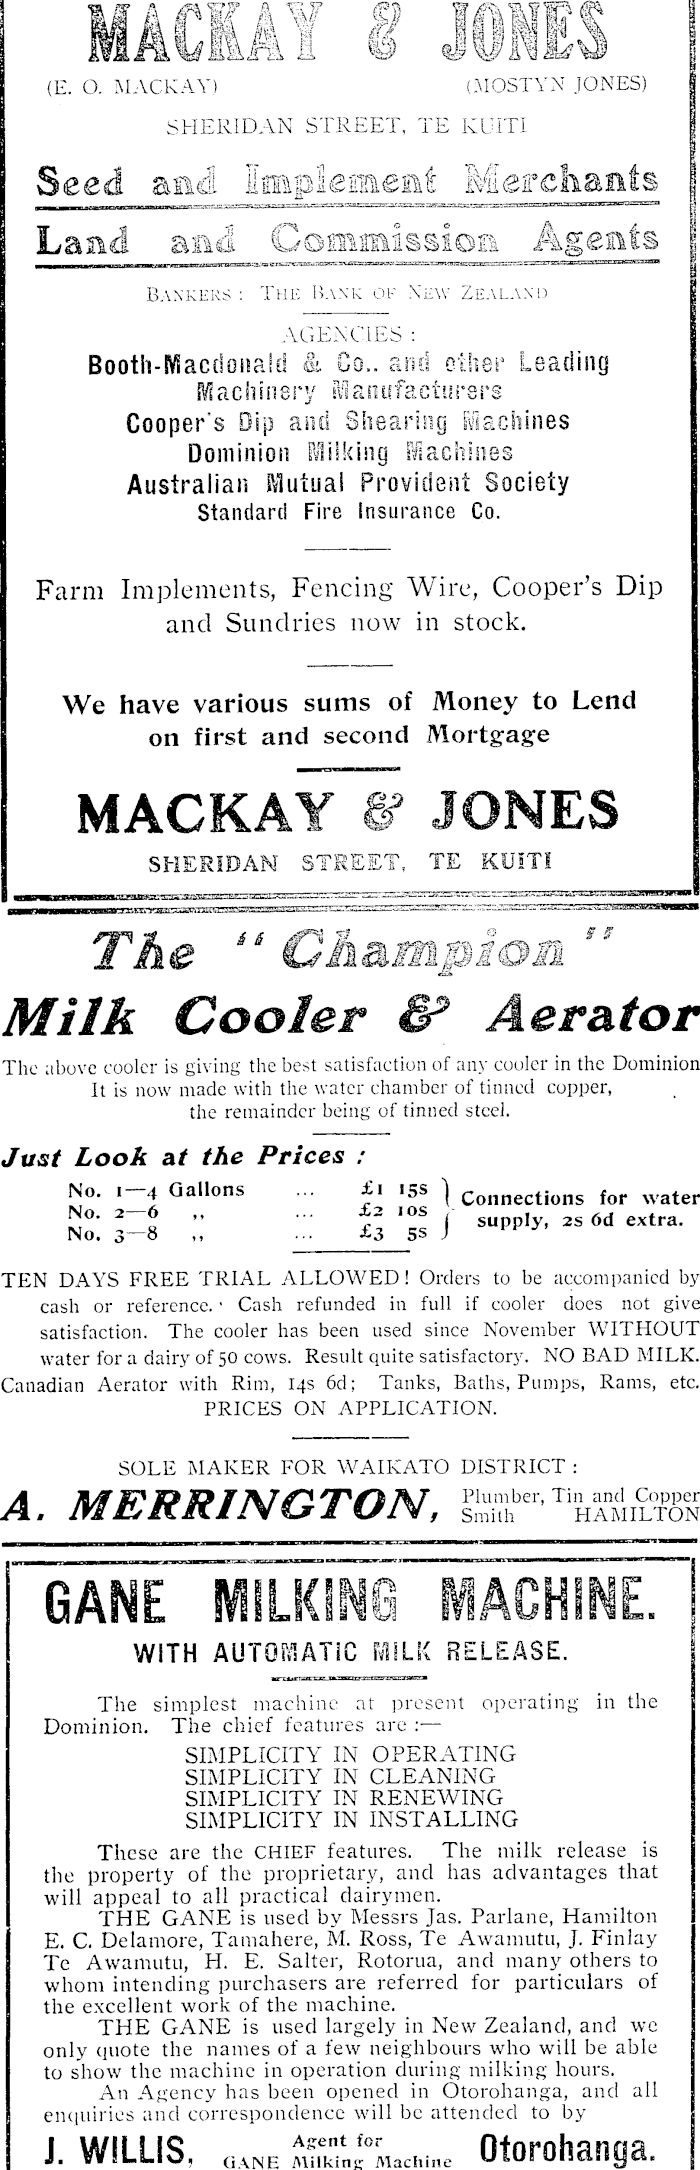 MACKAY & JONES
(E. O. MACKAY) (MOSTYN JONES)
SHERIDAN STREET, TE KUITI
Seed and Implement Merchants
Land and Commission Agents
BANKERS : THE BANK OF NEW ZEALAND
AGENCIES :
Booth-Macdonald & Co.. and other Leading
Machinery Manufacturers
Cooper's Dip and Shearing Machines
Dominion Milking Machines
Australian Mutual Provident Society
Standard Fire Insurance Co.
Farm Implements, Fencing Wire, Cooper's Dip
and Sundries now in stock.
We have various sums of Money to Lend
on first and second Mortgage
MACKAY & JONES
SHERIDAN STREET, TE KUITI
The "Champion"
Milk Cooler & Aerator
The above cooler is giving the best satisfaction of any cooler in the Dominion
It is now made with the water chamber of tinned copper,
the remainder being of tinned steel.
Just Look at the Prices :
No. 1—4 Gallons ... £1 15s
No. 2—6 ,, ... £2 10s
No. 3—8 ,, ... £3 5s
Connections for water
supply, 2s 6d extra.
TEN DAYS FREE TRIAL ALLOWED! Orders to be accompanied by
cash or reference. Cash refunded in full if cooler does not give
satisfaction. The cooler has been used since November WITHOUT
water for a dairy of 50 cows. Result quite satisfactory. NO BAD MILK.
Canadian Aerator with Rim, 14s 6d; Tanks, Baths, Pumps, Rams, etc.
PRICES ON APPLICATION.
SOLE MAKER FOR WAIKATO DISTRICT :
A. MERRINGTON, Plumber, Tin and Copper
Smith HAMILTON
GANE MILKING MACHINE.
WITH AUTOMATIC MILK RELEASE.
The simplest machine at present operating in the
Dominion. The chief features are :—
SIMPLICITY IN OPERATING
SIMPLICITY IN CLEANING
SIMPLICITY IN RENEWING
SIMPLICITY IN INSTALLING
These are the CHIEF features. The milk release is
the property of the proprietary, and has advantages that
will appeal to all practical dairymen.
THE GANE is used by Messrs Jas. Parlane, Hamilton
E. C. Delamore, Tamahere, M. Ross, Te Awamutu, J. Finlay
Te Awamutu, H. E. Salter, Rotorua, and many others to
whom intending purchasers are referred for particulars of
the excellent work of the machine.
THE GANE is used largely in New Zealand, and we
only quote the names of a few neighbours who will be able
to show the machine in operation during milking hours.
An Agency has been opened in Otorohanga, and all
enquiries and correspondence will be attended to by
J. WILLIS, Agent for
GANE Milking Machine Otorohanga.